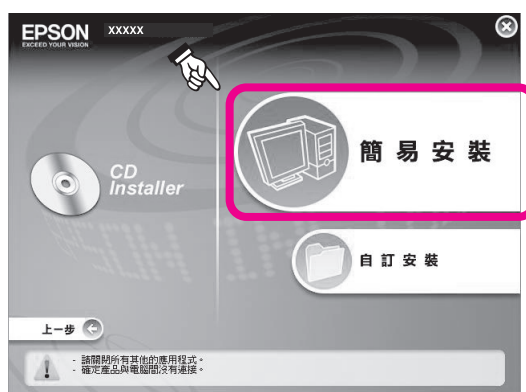 EPSON
EXCEED YOUR VISION
XXXXX
簡易安裝
CD
Installer
自訂安裝
上一步
- 請關閉所有其他的應用程式。
- 確定產品與電腦間沒有連接。